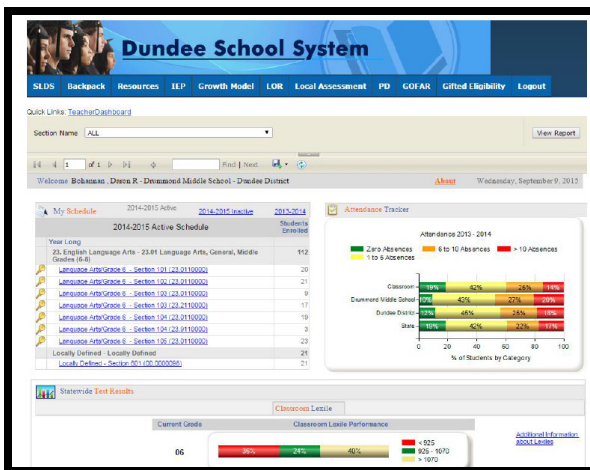 Dundee School System
SLDS Backpack Resources IEP Growth Model LOR Local Assessment PD GOFAR Gifted Eligibility Logout
Quick Links: TeacherDashboard
Section Name ALL View Report
1 of 1 Find | Next
Welcome Bohannan, Daron R - Drummond Middle School - Dundee District About Wednesday, September 9, 2015
My Schedule 2014-2015 Active 2014-2015 Inactive 2013-2014
2014-2015 Active Schedule Students Enrolled
Year Long
23. English Language Arts - 23.01 Language Arts, General, Middle Grades (6-8) 112
Language Arts/Grade 6 - Section 101 (23.0110000) 20
Language Arts/Grade 6 - Section 102 (23.0110000) 21
Language Arts/Grade 6 - Section 103 (23.0110000) 9
Language Arts/Grade 6 - Section 103 (23.0110000) 17
Language Arts/Grade 6 - Section 104 (23.0110000) 19
Language Arts/Grade 6 - Section 104 (23.0110000) 3
Language Arts/Grade 6 - Section 105 (23.0110000) 23
Locally Defined - Locally Defined 21
Locally Defined - Section 601 (00.0000096) 21
Attendance Tracker
Attendance 2013 - 2014
Zero Absences 6 to 10 Absences > 10 Absences
1 to 5 Absences
Classroom 19% 42% 26% 14%
Drummond Middle School 10% 43% 27% 20%
Dundee District 12% 45% 25% 18%
State 18% 42% 22% 17%
0 20 40 60 80 100
% of Students by Category
Statewide Test Results
Classroom Lexile
Current Grade Classroom Lexile Performance
06 36% 24% 40%
< 925
925 - 1070
> 1070
Additional Information about Lexiles